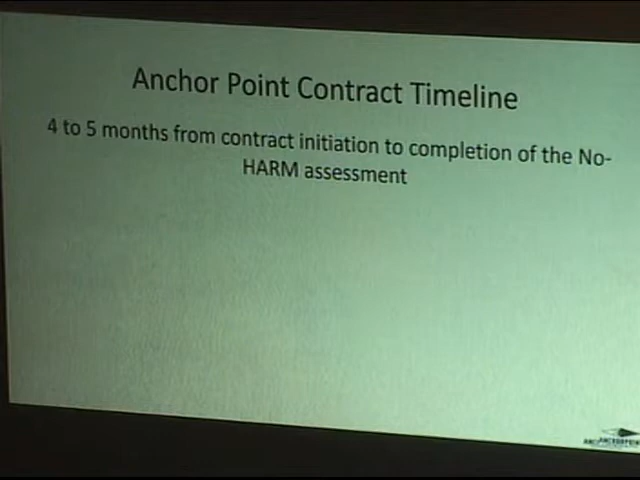 Anchor Point Contract Timeline
4 to 5 months from contract initiation to completion of the No-
HARM assessment